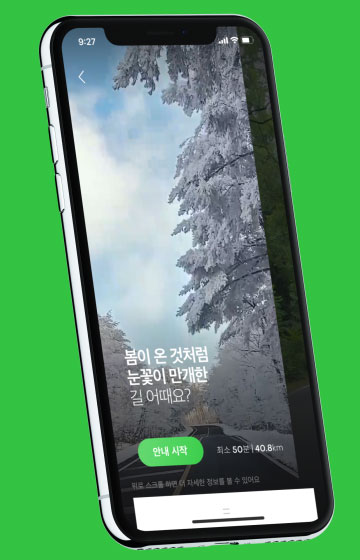 9:27
봄이 온 것처럼
눈꽃이 만개한
길 어때요?
안내 시작
최소 50분 | 40.8km
위로 스크롤 하면 더 자세한 정보를 볼 수 있어요